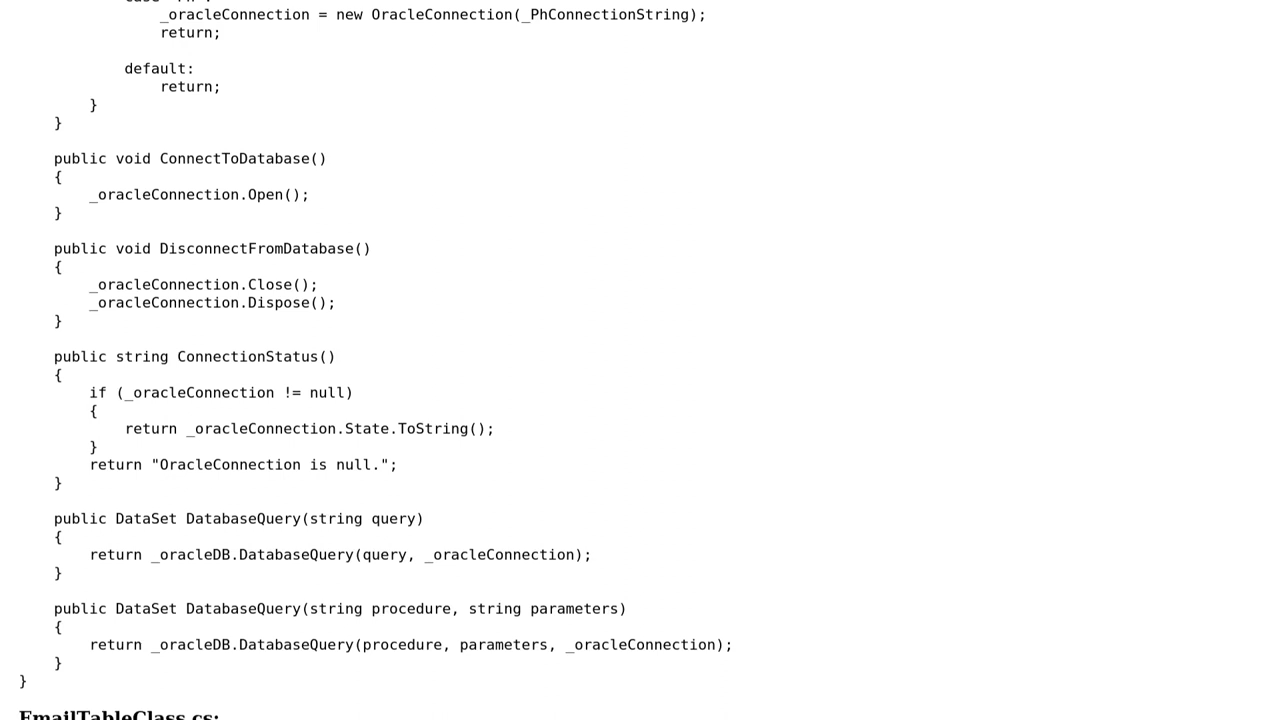 _oracleConnection = new OracleConnection(_PhConnectionString);
return;
default:
return;
}
}
public void ConnectToDatabase()
{
_oracleConnection.Open();
}
public void DisconnectFromDatabase()
{
_oracleConnection.Close();
_oracleConnection.Dispose();
}
public string ConnectionStatus()
{
if (_oracleConnection != null)
{
return _oracleConnection.State.ToString();
}
return "OracleConnection is null.";
}
public DataSet DatabaseQuery(string query)
{
return _oracleDB.DatabaseQuery(query, _oracleConnection);
}
public DataSet DatabaseQuery(string procedure, string parameters)
{
return _oracleDB.DatabaseQuery(procedure, parameters, _oracleConnection);
}
}
EmailTableClass.cs: